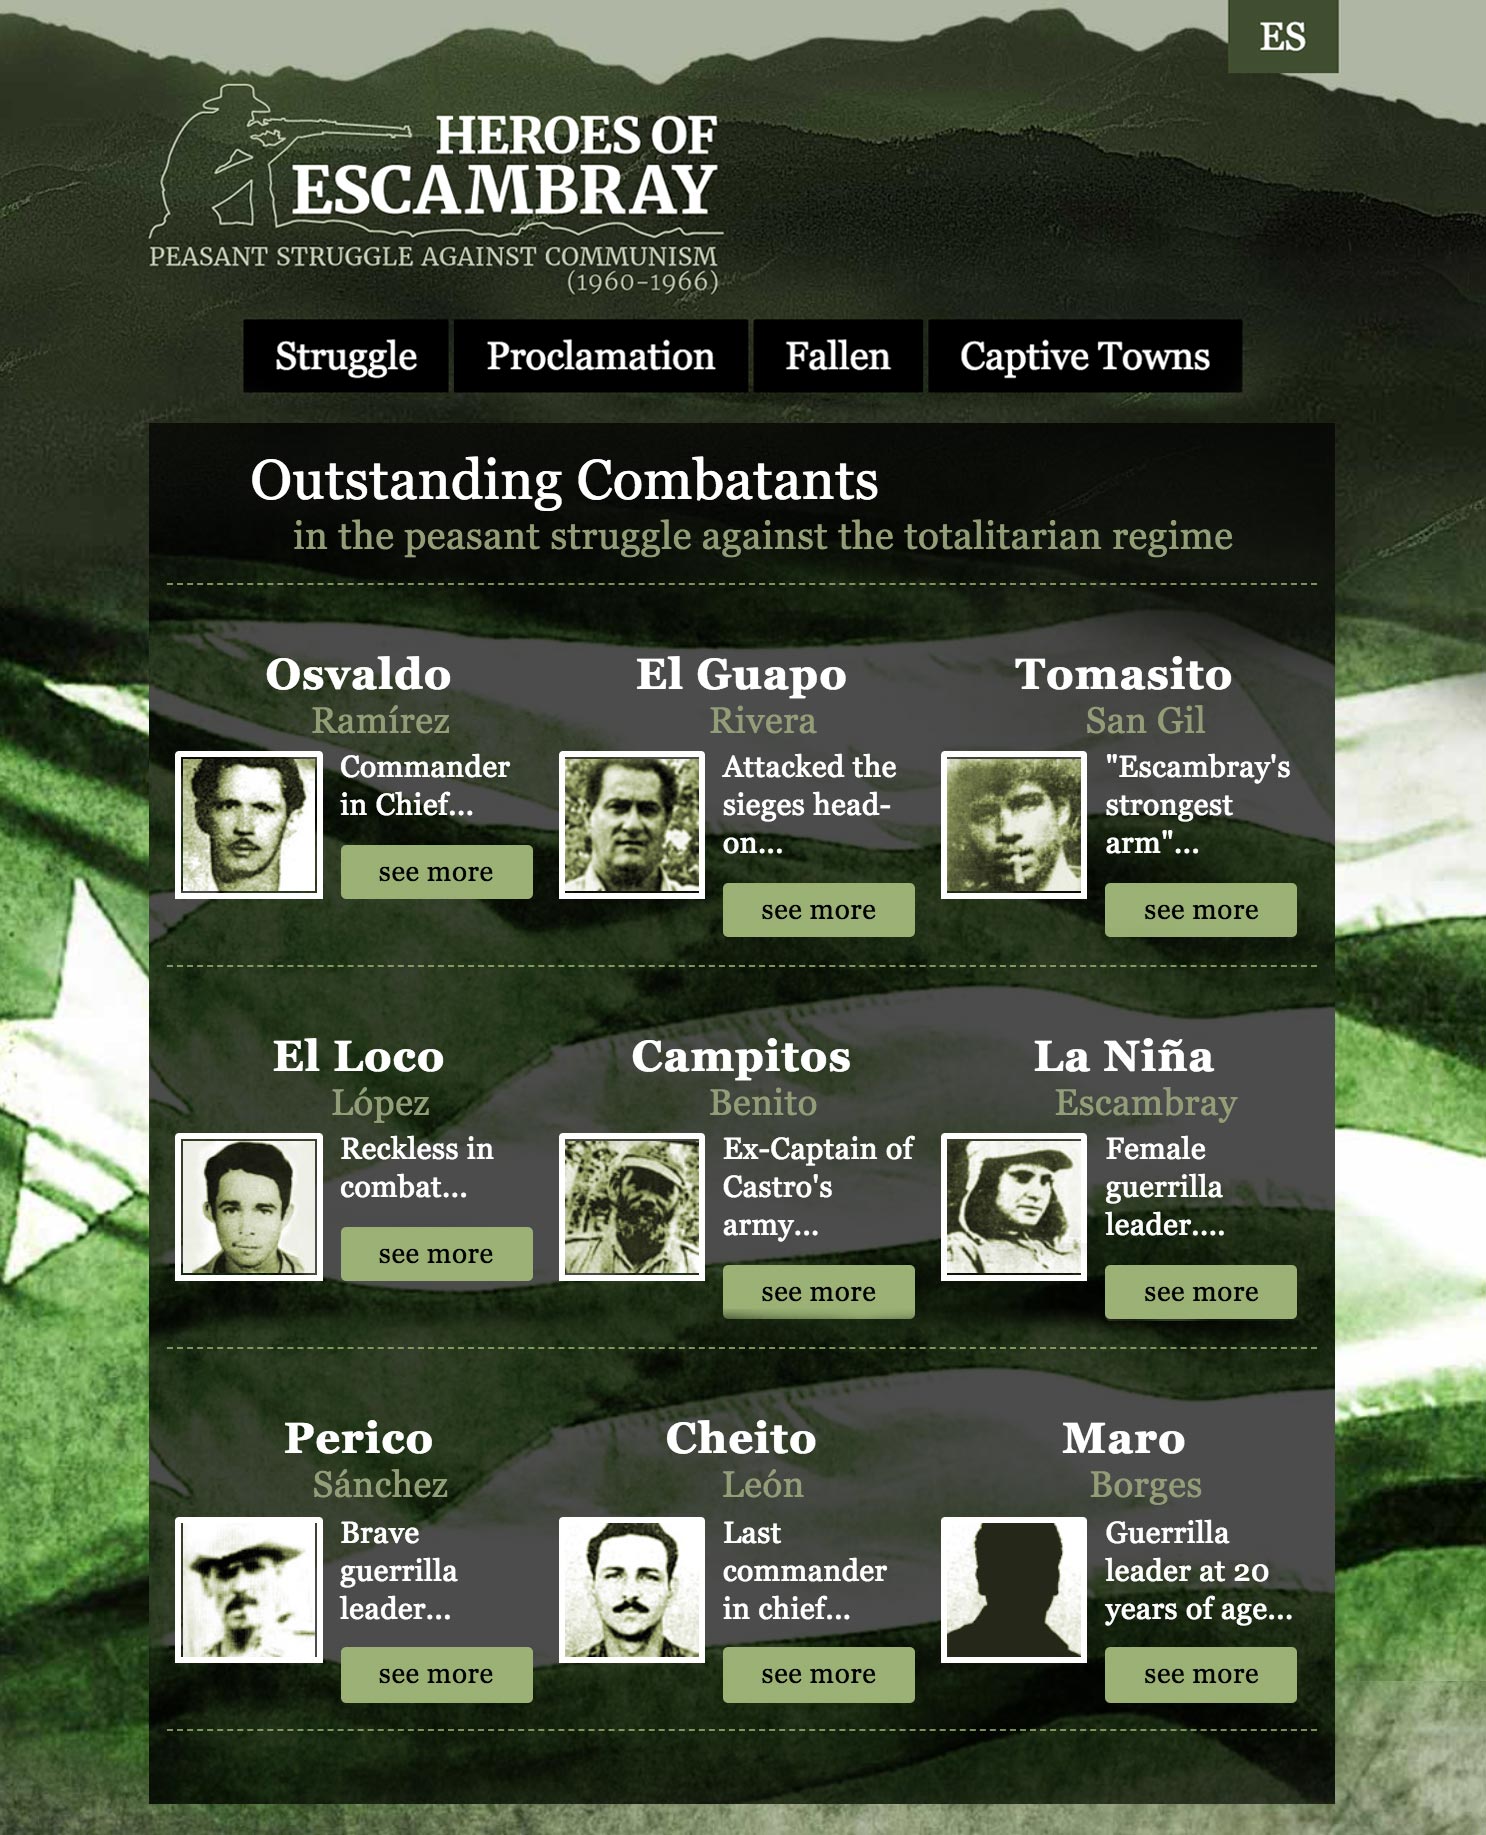 ES
HEROES OF
ESCAMBRAY
PEASANT STRUGGLE AGAINST COMMUNISM
(1960-1966)
Struggle
Proclamation
Fallen
Captive Towns
Outstanding Combatants
in the peasant struggle against the totalitarian regime
Osvaldo
Ramírez
Commander
in Chief...
see more
El Guapo
Rivera
Attacked the
sieges head-
on...
see more
Tomasito
San Gil
"Escambray's
strongest
arm"...
see more
El Loco
López
Reckless in
combat...
see more
Campitos
Benito
Ex-Captain of
Castro's
army...
see more
La Niña
Escambray
Female
guerrilla
leader....
see more
Perico
Sánchez
Brave
guerrilla
leader...
see more
Cheito
León
Last
commander
in chief...
see more
Maro
Borges
Guerrilla
leader at 20
years of age...
see more